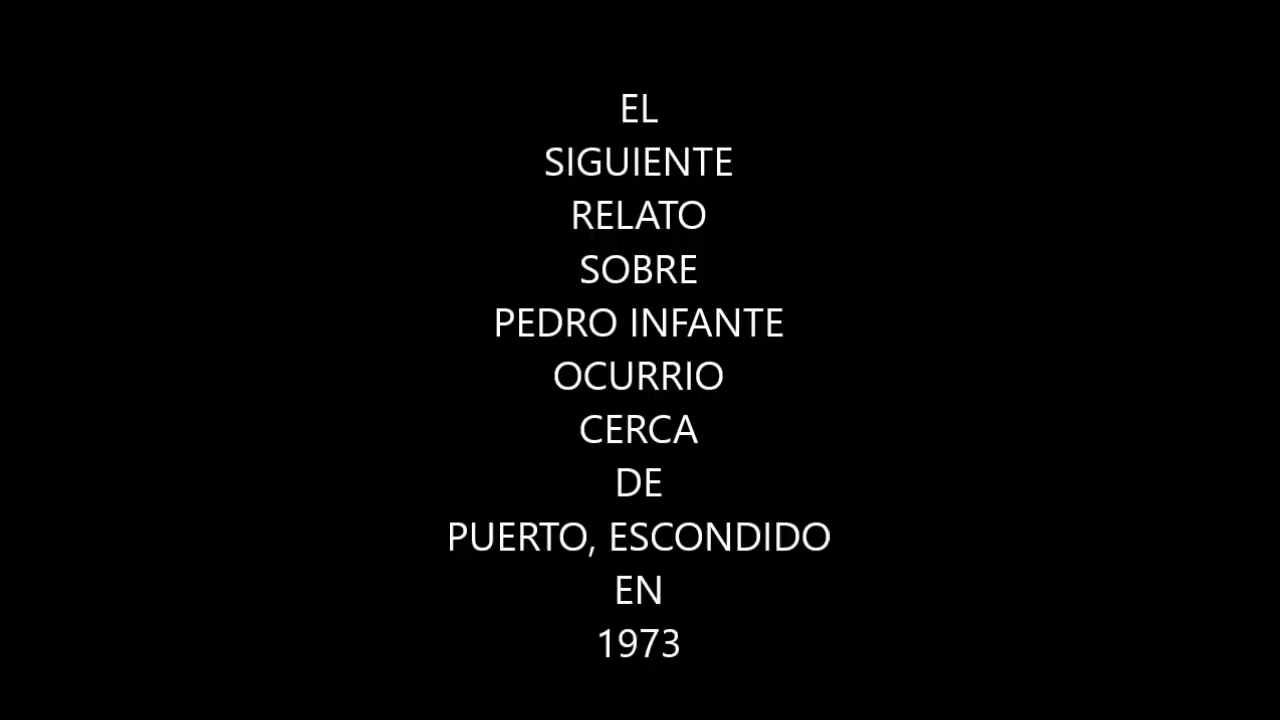 EL
SIGUIENTE
RELATO
SOBRE
PEDRO INFANTE
OCURRIO
CERCA
DE
PUERTO, ESCONDIDO
EN
1973